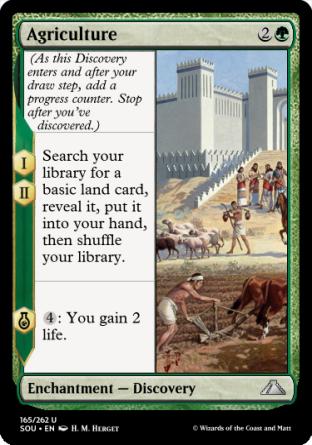 Agriculture 2
(As this Discovery
enters and after your
draw step, add a
progress counter. Stop
after you've
discovered.)
I
II
Search your
library for a
basic land card,
reveal it, put it
into your hand,
then shuffle
your library.
4: You gain 2
life.
Enchantment — Discovery
165/262 U
SOU • EN H. M. Herget
© Wizards of the Coast and Matt